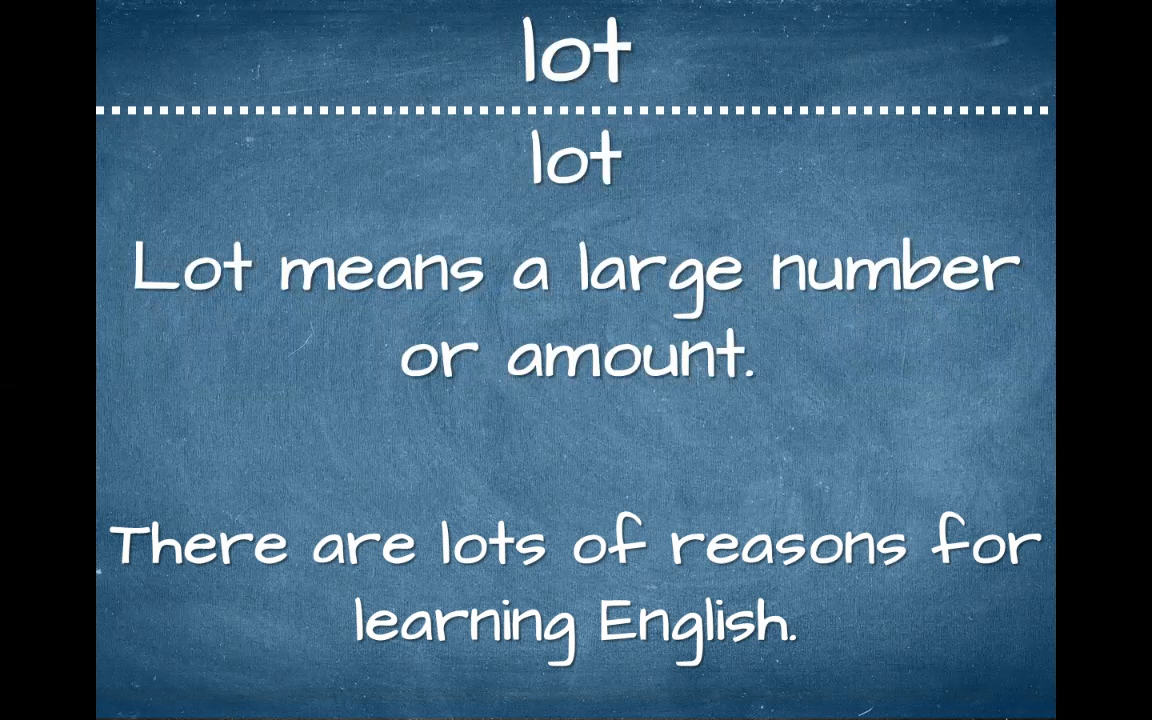 lot
lot
Lot means a large number
or amount.
There are lots of reasons for
learning English.